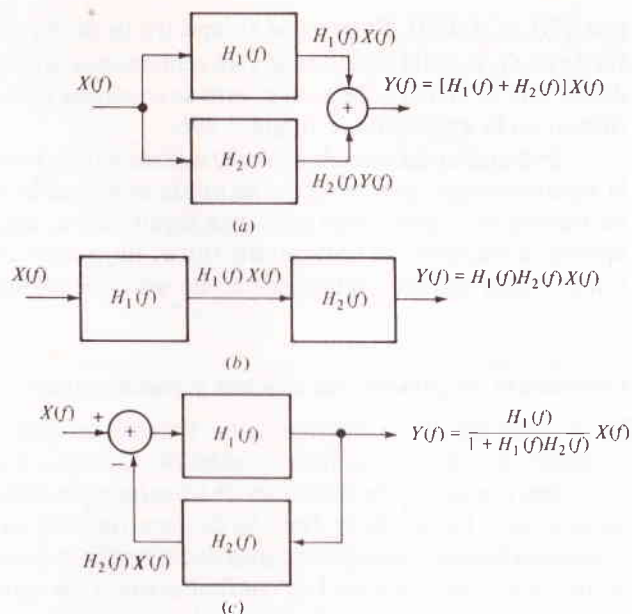 H₁(f)
H₁(f)X(f)
X(f)
+
Y(f) = [H₁(f) + H₂(f)]X(f)
H₂(f)
H₂(f)Y(f)
(a)
X(f)
H₁(f)
H₁(f)X(f)
H₂(f)
Y(f) = H₁(f)H₂(f)X(f)
(b)
X(f)
+
+
−
H₁(f)
Y(f) = H₁(f) / 1 + H₁(f)H₂(f) X(f)
H₂(f)
H₂(f)X(f)
(c)